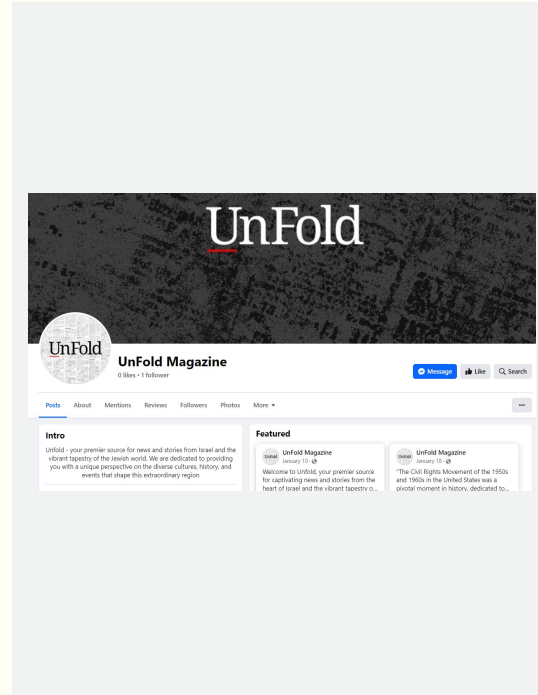 UnFold
UnFold
UnFold Magazine
0 likes • 1 follower
Message
Like
Search
Posts
About
Mentions
Reviews
Followers
Photos
More
Intro
Unfold - your premier source for news and stories from Israel and the
vibrant tapestry of the Jewish world. We are dedicated to providing
you with a unique perspective on the diverse cultures, history, and
events that shape this extraordinary region
Featured
UnFold
UnFold Magazine
January 10 ·
Welcome to Unfold, your premier source
for captivating news and stories from the
heart of Israel and the vibrant tapestry o...
UnFold
UnFold Magazine
January 18 ·
"The Civil Rights Movement of the 1950s
and 1960s in the United States was a
pivotal moment in history, dedicated to...